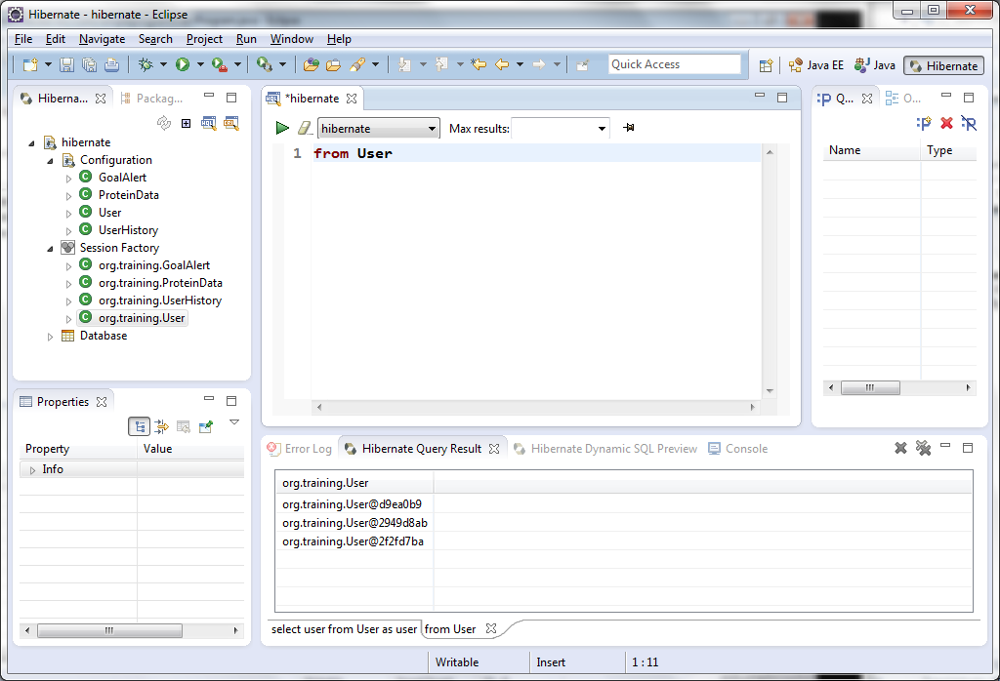 Hibernate - hibernate - Eclipse
File Edit Navigate Search Project Run Window Help
Quick Access
Java EE
Java
Hibernate
Hiberna...
Packag...
hibernate
Configuration
GoalAlert
ProteinData
User
UserHistory
Session Factory
org.training.GoalAlert
org.training.ProteinData
org.training.UserHistory
org.training.User
Database
*hibernate
hibernate
Max results:
1 from User
Q...
O...
Name Type
Properties
Property Value
Info
Error Log
Hibernate Query Result
Hibernate Dynamic SQL Preview
Console
org.training.User
org.training.User@d9ea0b9
org.training.User@2949d8ab
org.training.User@2f2fd7ba
select user from User as user
from User
Writable
Insert
1 : 11